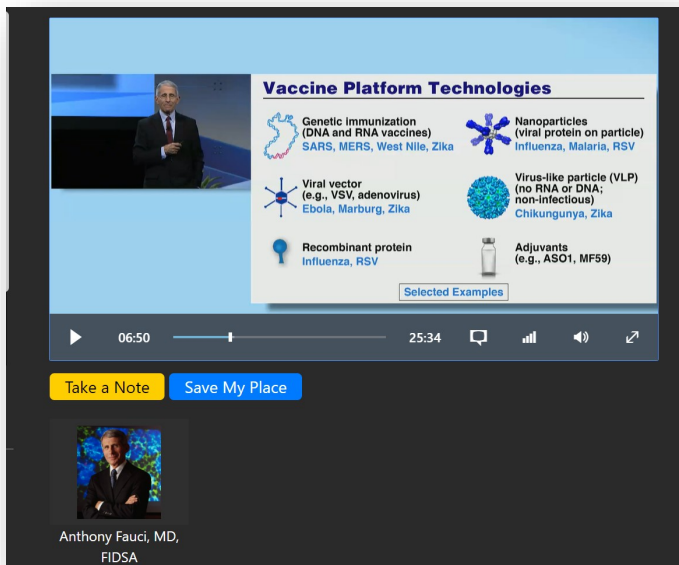 Vaccine Platform Technologies
Genetic immunization
(DNA and RNA vaccines)
SARS, MERS, West Nile, Zika
Viral vector
(e.g., VSV, adenovirus)
Ebola, Marburg, Zika
Recombinant protein
Influenza, RSV
Nanoparticles
(viral protein on particle)
Influenza, Malaria, RSV
Virus-like particle (VLP)
(no RNA or DNA;
non-infectious)
Chikungunya, Zika
Adjuvants
(e.g., ASO1, MF59)
Selected Examples
06:50
25:34
Take a Note
Save My Place
Anthony Fauci, MD,
FIDSA